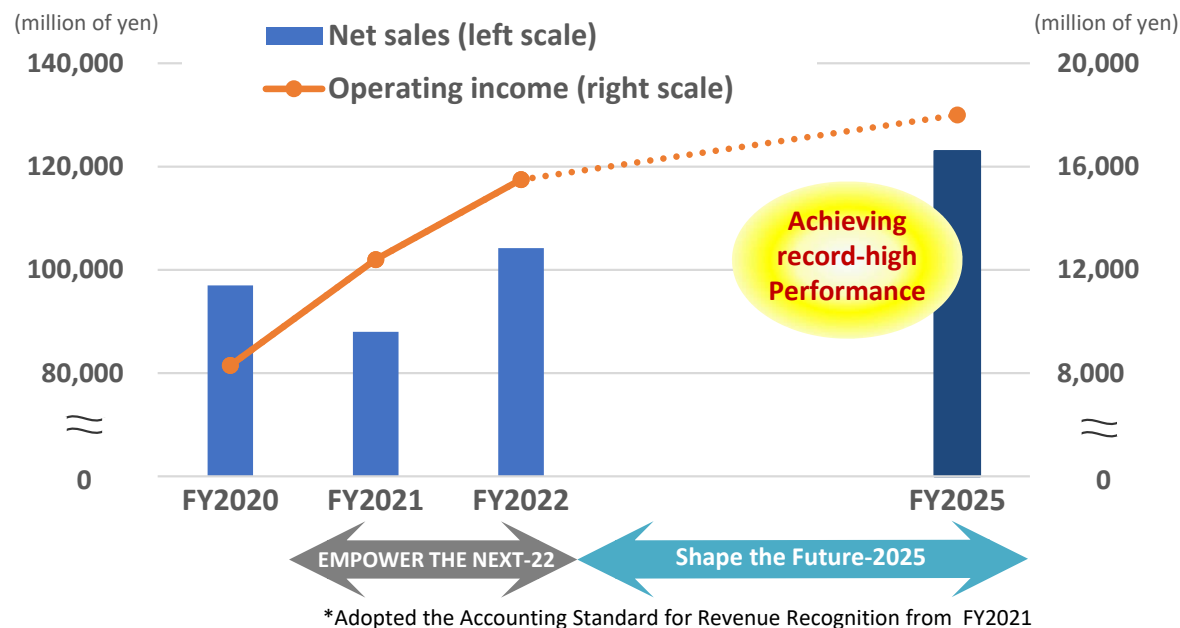 (million of yen)
(million of yen)
Net sales (left scale)
Operating income (right scale)
140,000
20,000
120,000
16,000
Achieving
record-high
Performance
100,000
12,000
80,000
8,000
0
0
FY2020
FY2021
FY2022
FY2025
EMPOWER THE NEXT-22
Shape the Future-2025
*Adopted the Accounting Standard for Revenue Recognition from FY2021